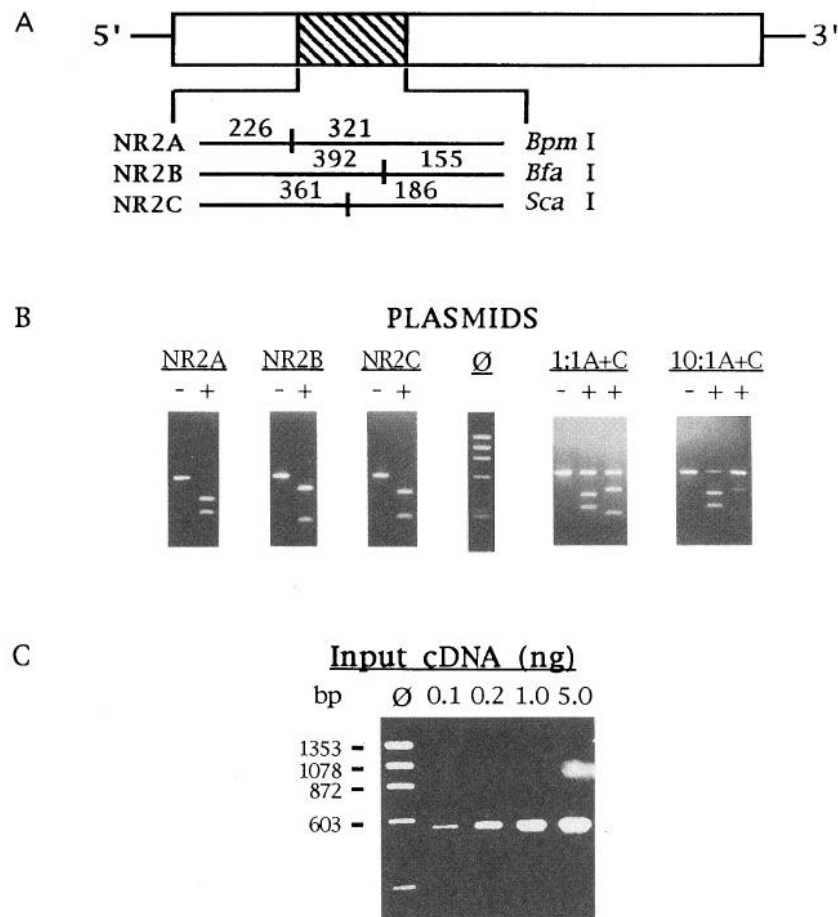 A
5' 3'
226 321
NR2A Bpm I
392 155
NR2B Bfa I
361 186
NR2C Sca I
B PLASMIDS
NR2A NR2B NR2C Ø 1:1A+C 10:1A+C
- + - + - + - + + - + +
C Input cDNA (ng)
bp Ø 0.1 0.2 1.0 5.0
1353 -
1078 -
872 -
603 -